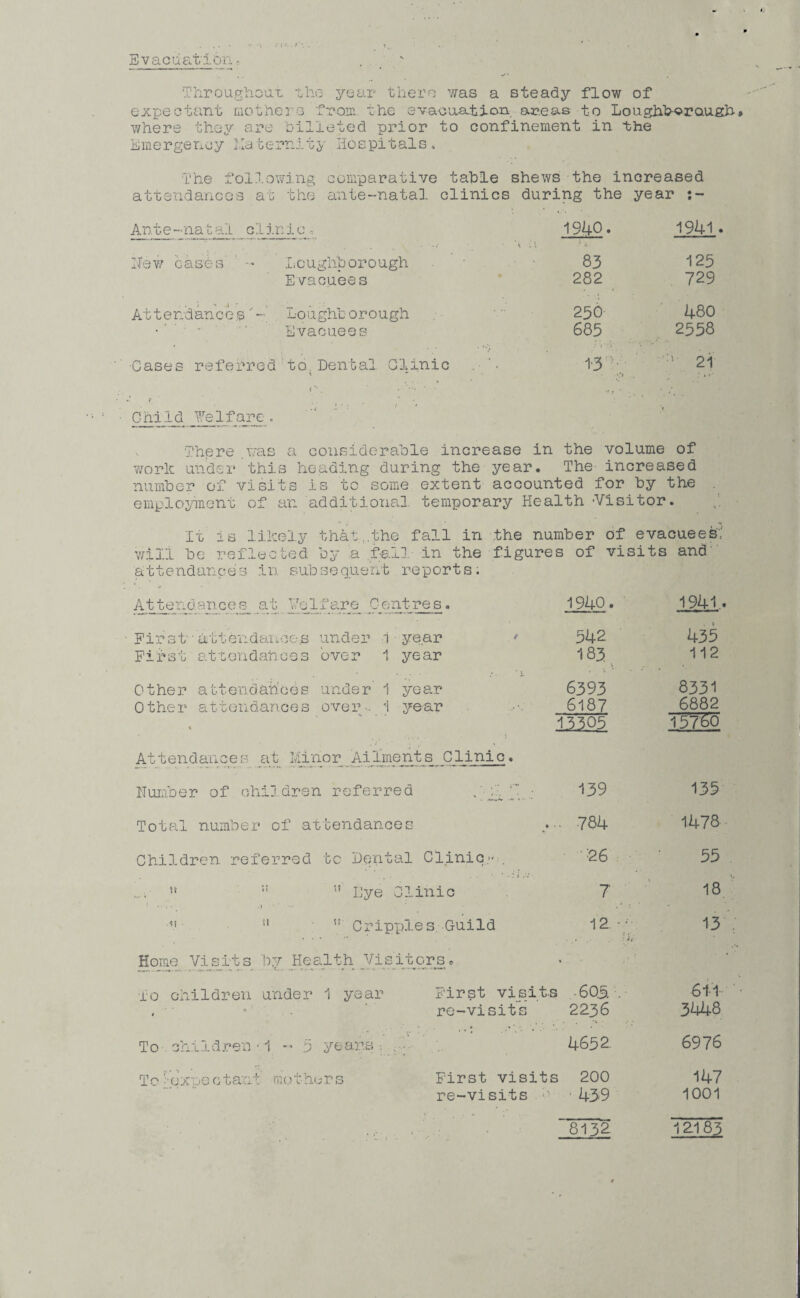 Evacuation.
Throughout the year there was a steady flow of
expectant mothers from the evacuation areas to Loughborough,
where they are billeted prior to confinement in the
Emergency Maternity Hospitals.
The following comparative table shews the increased
attendances at the ante-natal clinics during the year :-
Ante-natal clinic. 1940. 1941.
New cases - Loughborough 83 125
Evacuees 282 729
Attendances - Loughborough 250 480
Evacuees 685 2558
Cases referred to Dental Clinic 13 21
Child Welfare.
There was a considerable increase in the volume of
work under this heading during the year. The increased
number of visits is to some extent accounted for by the
employment of an additional temporary Health Visitor.
It is likely that the fall in the number of evacuees
will be reflected by a fall in the figures of visits and
attendances in subsequent reports.
Attendances at Welfare Centres. 1940. 1941.
First attendances under 1 year 542 435
First attendances over 1 year 183 112
Other attendances under 1 year 6393 8331
Other attendances over 1 year 6187 6882
13305 15760
Attendances at Minor Ailments Clinic.
Number of children referred 139 135
Total number of attendances 784 1478
Children referred to Dental Clinic 26 55
" " " Eye Clinic 7 18
" " " Cripples Guild 12 13
Home Visits by Health Visitors.
To children under 1 year First visits 605 611
re-visits 2236 3448
To children 1 - 5 years 4652 6976
To expectant mothers First visits 200 147
re-visits 439 1001
8132 12183